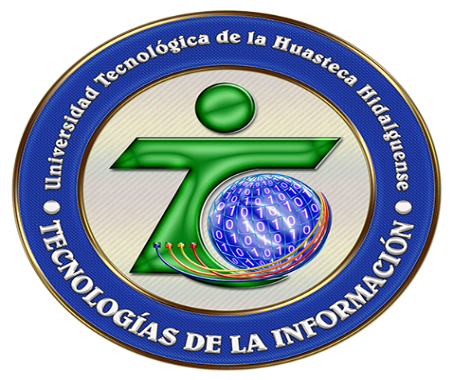 Universidad Tecnológica de la Huasteca Hidalguense
TECNOLOGÍAS DE LA INFORMACIÓN